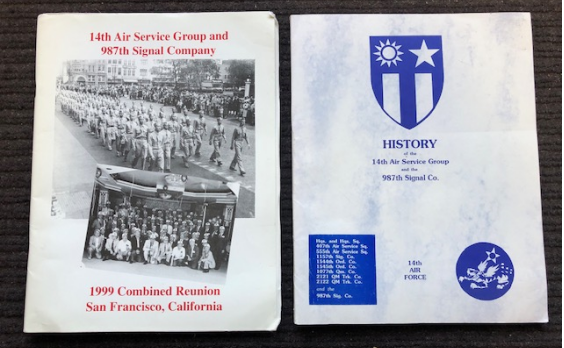 14th Air Service Group and
987th Signal Company
1999 Combined Reunion
San Francisco, California
HISTORY
of the
14th Air Service Group
and the
987th Signal Co.
Hqs. and Hqs. Sq.
407th Air Service Sq.
555th Air Service Sq.
1157th Sig. Co.
1544th Ord. Co.
1545th Ord. Co.
1077th Qm. Co.
2121 QM Trk. Co.
2122 QM Trk. Co.
and the
987th Sig. Co.
14th
AIR
FORCE